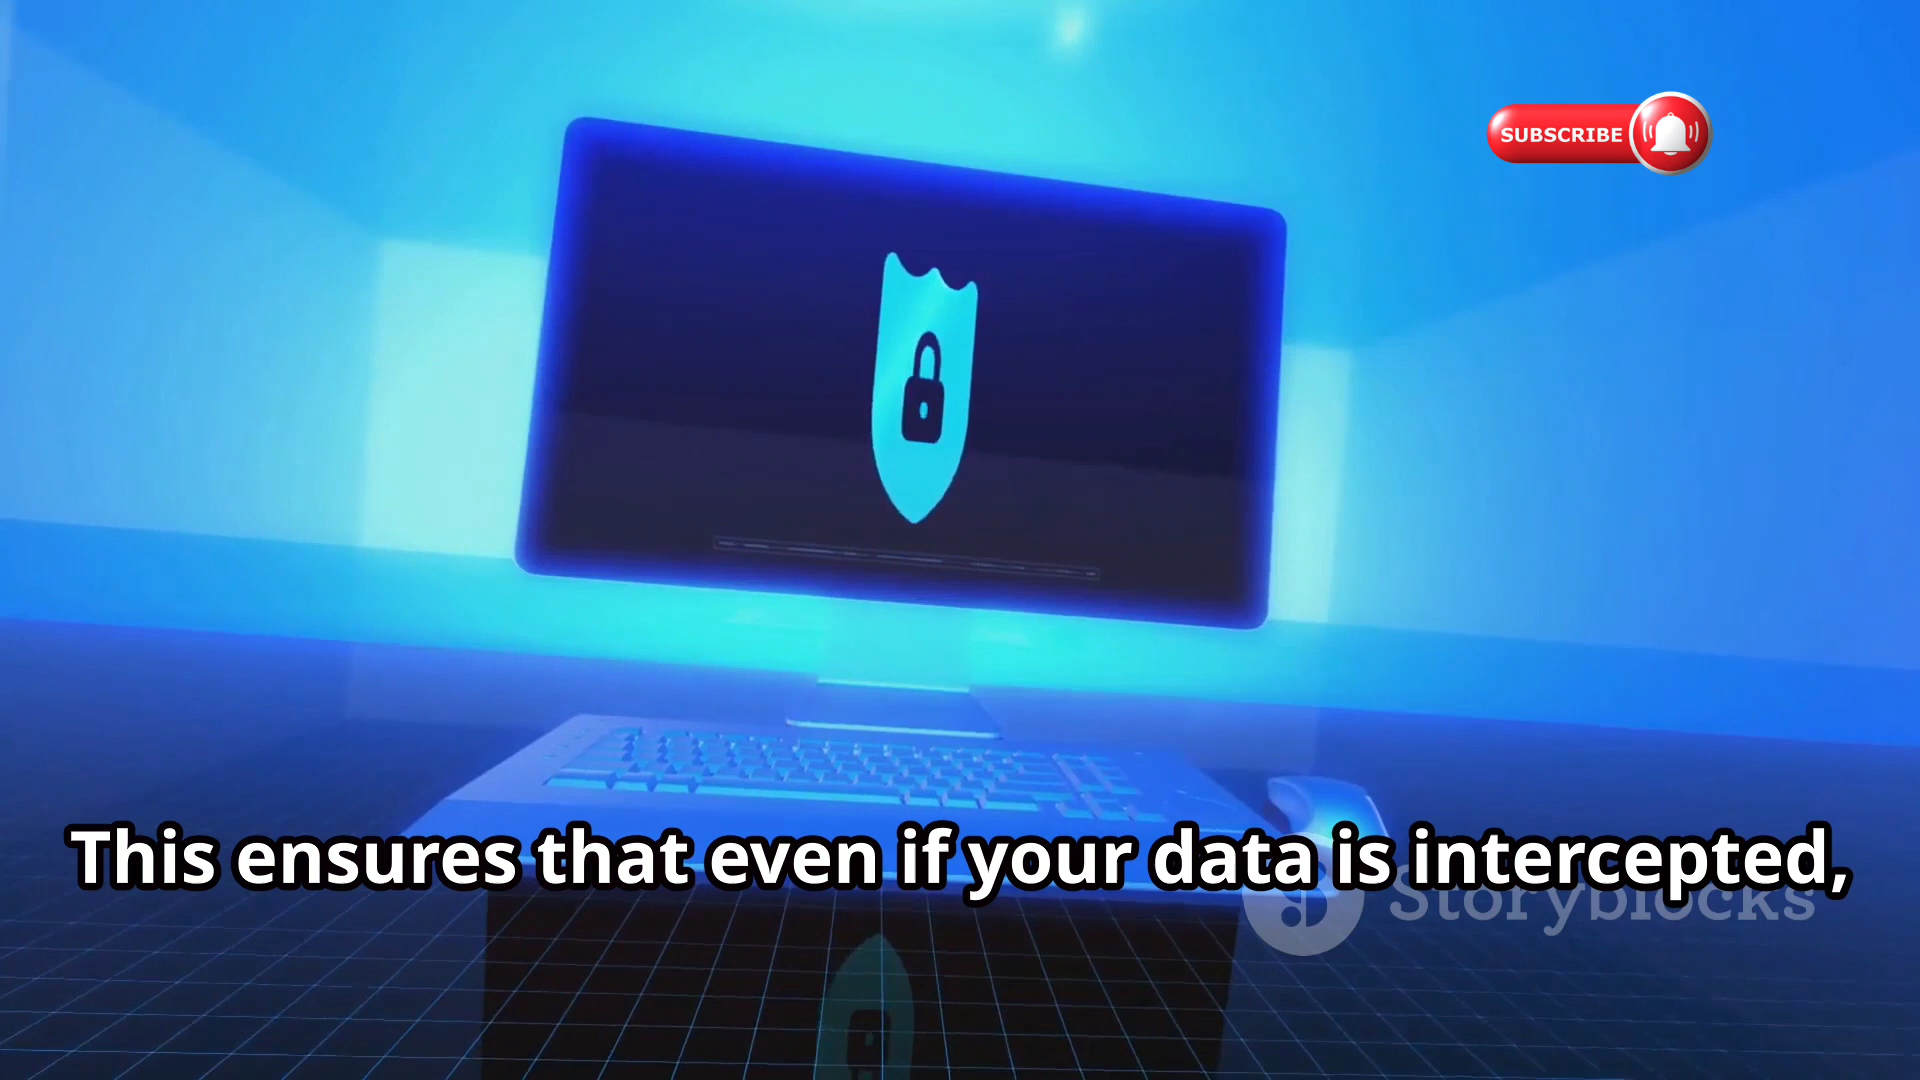 SUBSCRIBE
This ensures that even if your data is intercepted,
Storyblocks